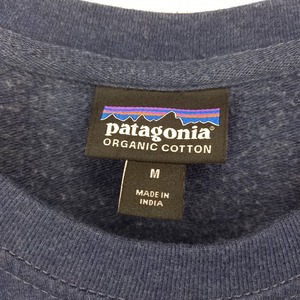 patagonia®
ORGANIC COTTON
M
MADE IN
INDIA